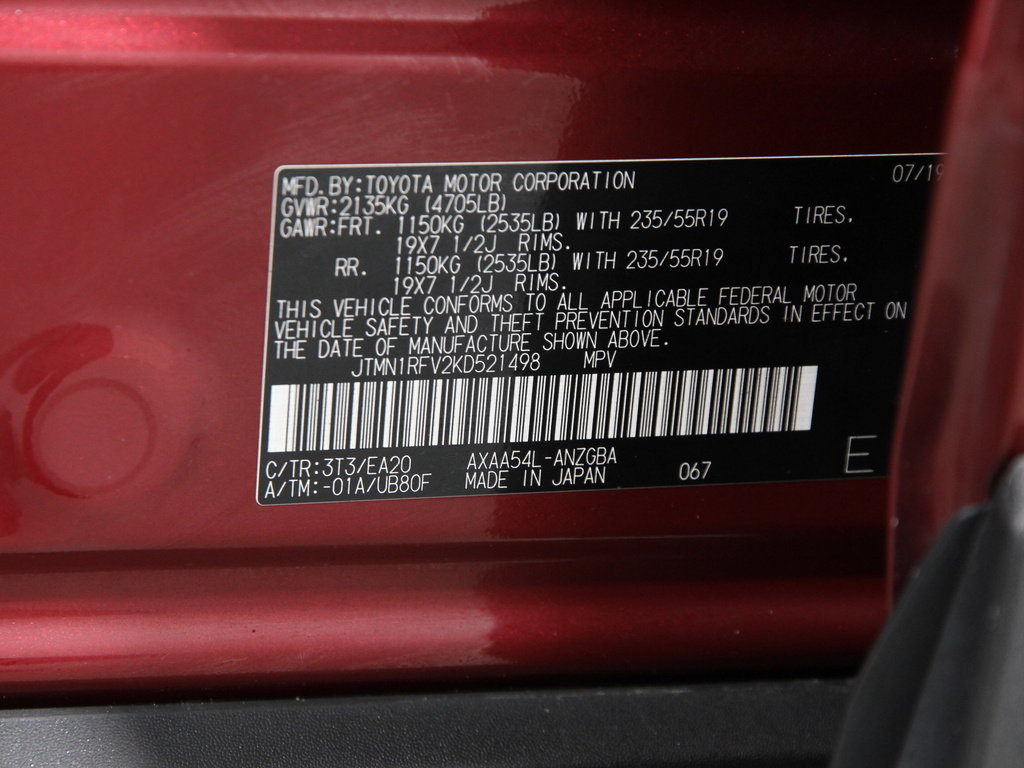 MFD. BY: TOYOTA MOTOR CORPORATION 07/19
GVWR: 2135KG (4705LB)
GAWR: FRT. 1150KG (2535LB) WITH 235/55R19 TIRES.
19X7 1/2J RIMS.
RR. 1150KG (2535LB) WITH 235/55R19 TIRES.
19X7 1/2J RIMS.
THIS VEHICLE CONFORMS TO ALL APPLICABLE FEDERAL MOTOR
VEHICLE SAFETY AND THEFT PREVENTION STANDARDS IN EFFECT ON
THE DATE OF MANUFACTURE SHOWN ABOVE.
JTMN1RFV2KD521498 MPV
C/TR: 3T3/EA20 AXAA54L-ANZGBA 067 E
A/TM: -01A/UB80F MADE IN JAPAN